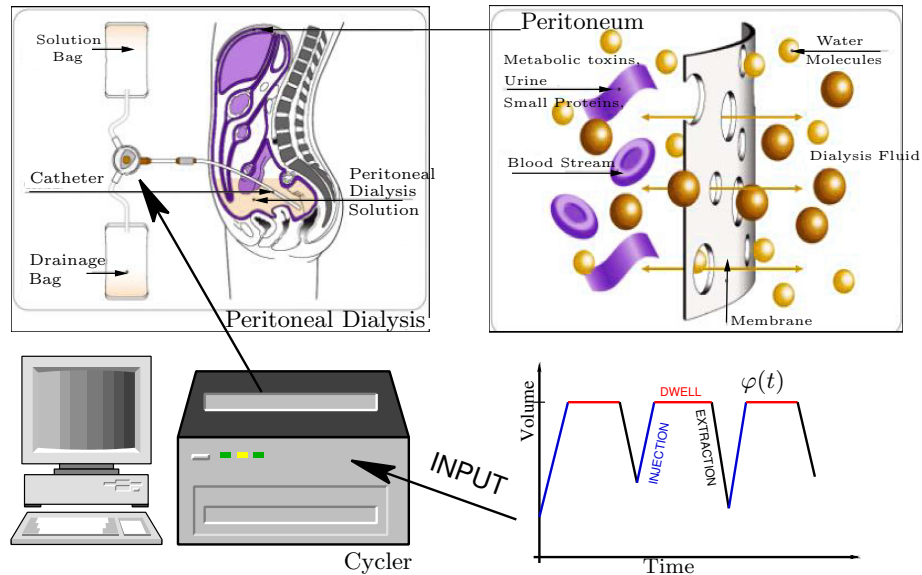 Solution
Bag
Catheter
Drainage
Bag
Peritoneal
Dialysis
Solution
Peritoneal Dialysis
Peritoneum
Metabolic toxins,
Urine
Small Proteins,
Blood Stream
Water
Molecules
Dialysis Fluid
Membrane
Cycler
INPUT
Volume
INJECTION
DWELL
EXTRACTION
φ(t)
Time